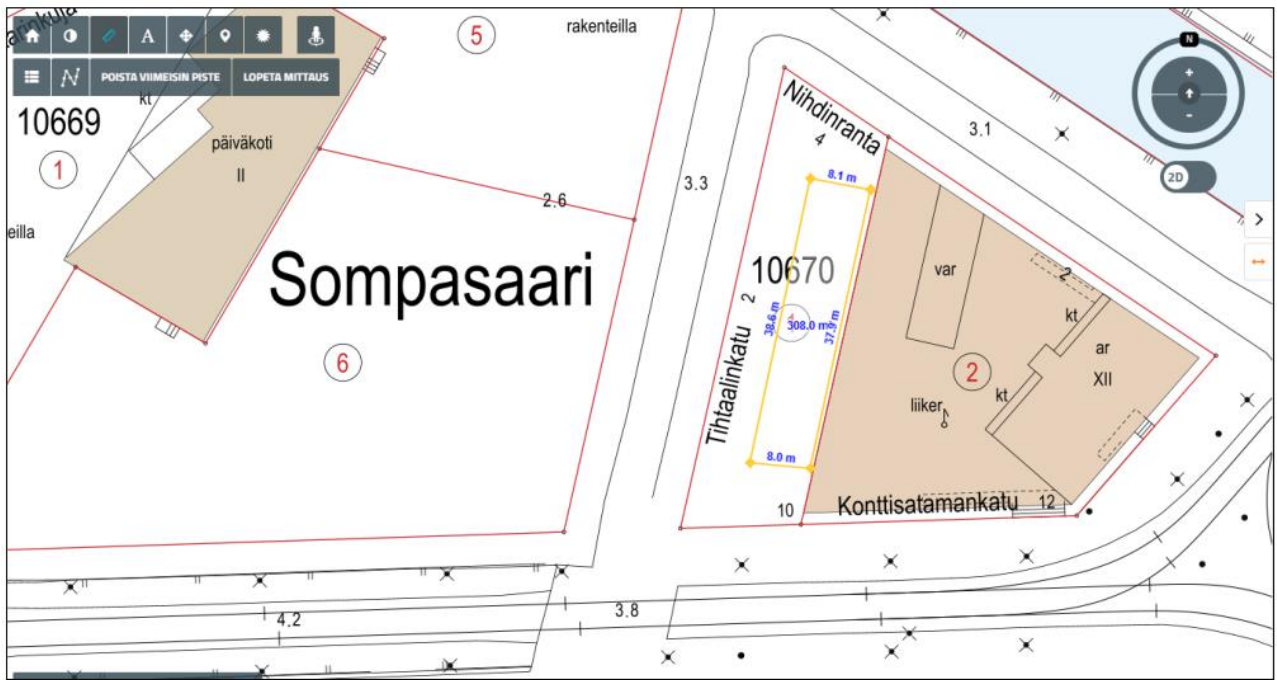 arinkuja
5
rakenteilla
N
A
POISTA VIIMEISIN PISTE
LOPETA MITTAUS
kt
10669
1
päiväkoti
II
eilla
2.6
3.3
3.1
2D
Nihdinranta
4
8.1 m
Sompasaari
10670
var
2
2
kt
38.6 m
308.0 m²
37.9 m
ar
XII
6
2
Tihtaalinkatu
liiker
kt
8.0 m
10
Konttisatamankatu
12
4.2
3.8